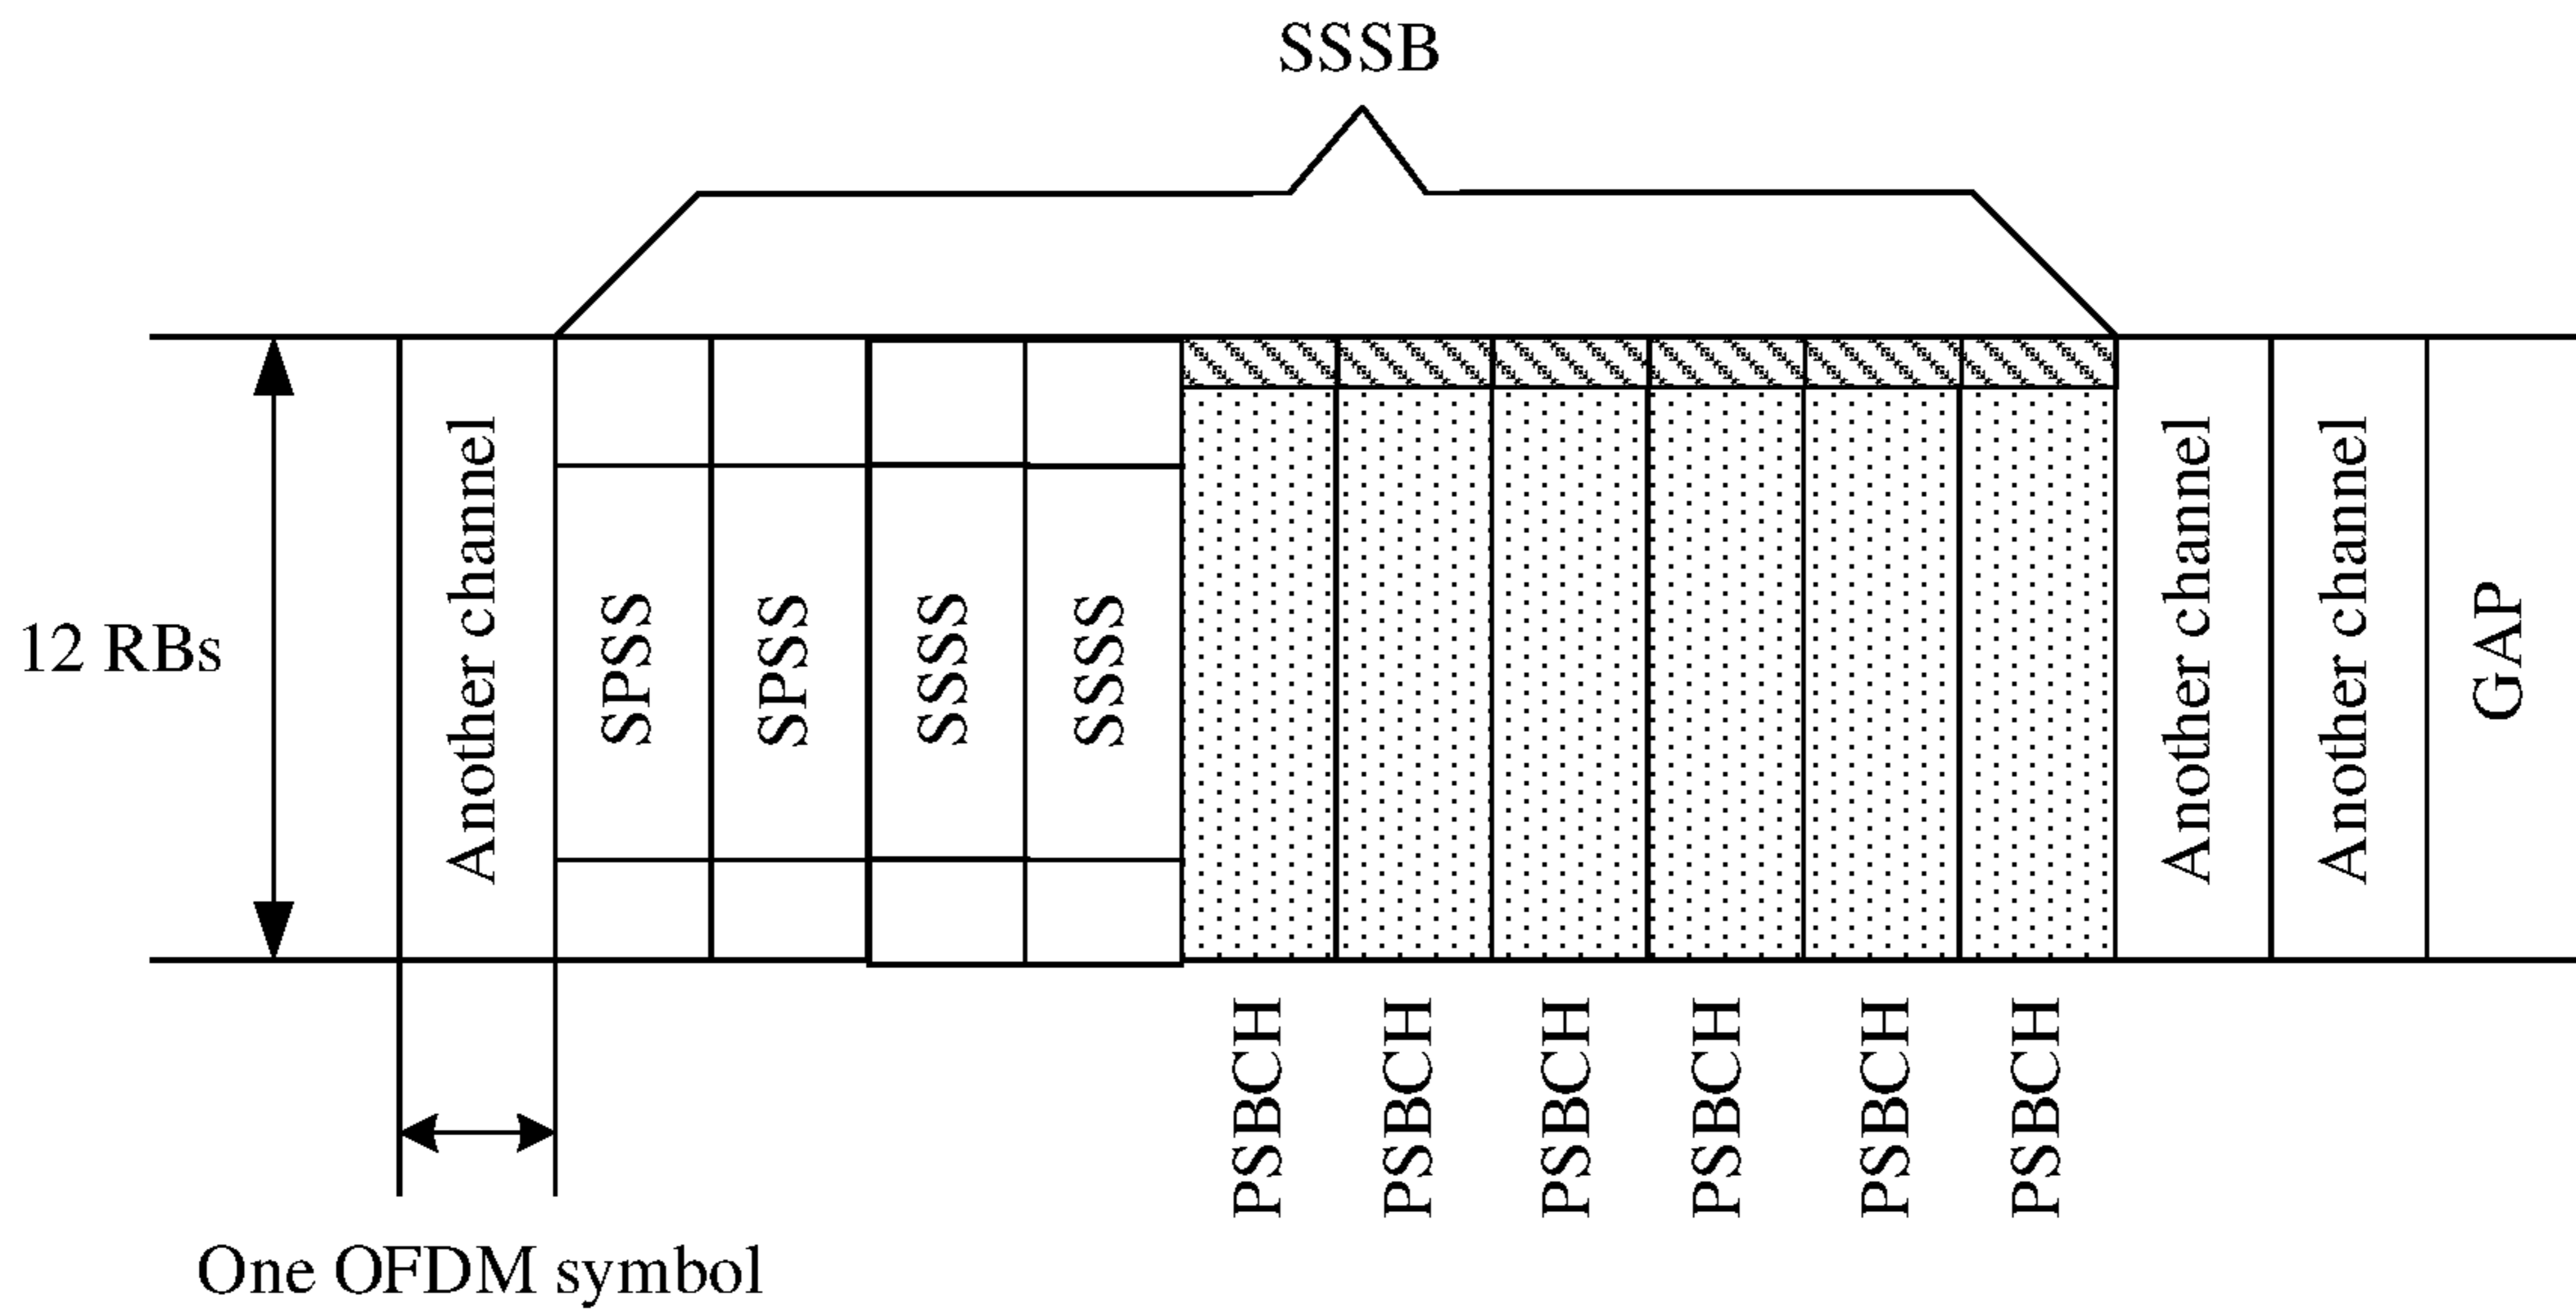 SSSB
12 RBs
Another channel
SPSS
SPSS
SSSS
SSSS
Another channel
Another channel
GAP
PSBCH
PSBCH
PSBCH
PSBCH
PSBCH
PSBCH
One OFDM symbol